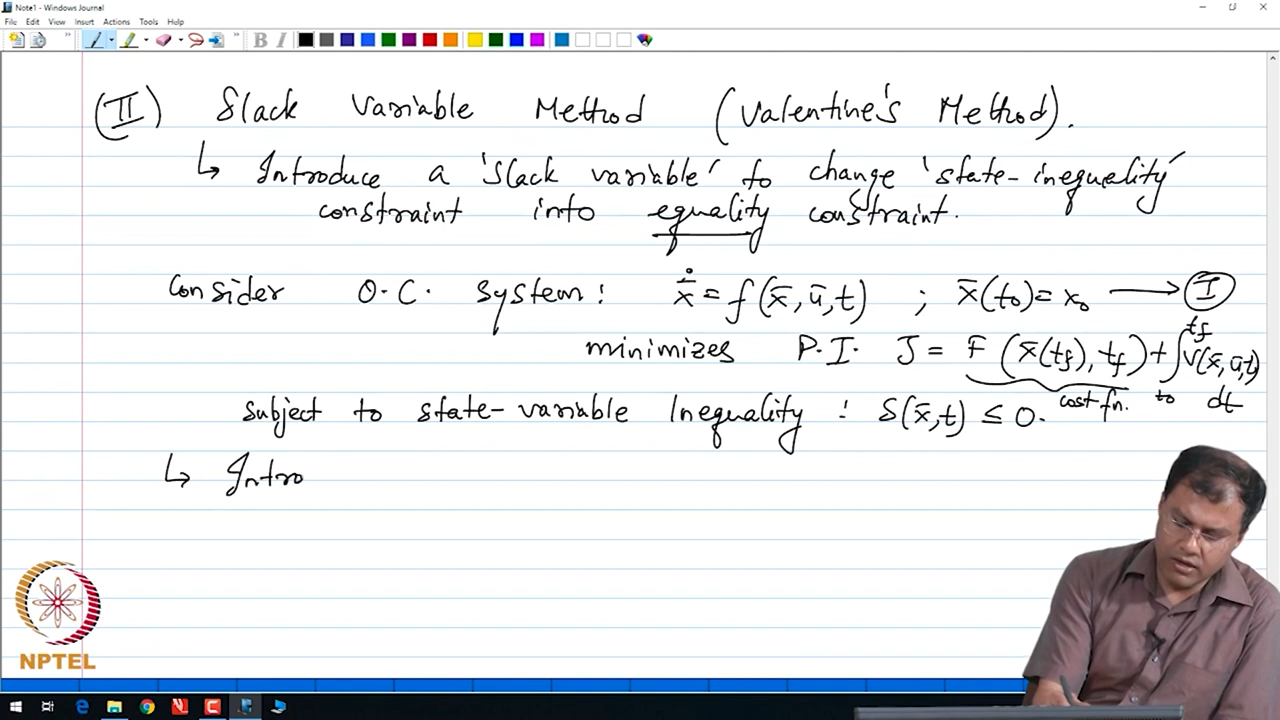 Note1 - Windows Journal
File Edit View Insert Actions Tools Help
B I
(II) Slack Variable Method (Valentine's Method).
↳ Introduce a 'slack variable' to change 'state-inequality'
constraint into equality constraint.
Consider O.C. system: ẋ̄ = f(x̄, ū, t) ; x̄(t₀) = x₀ ⟶ (I)
minimizes P.I. J = F (x̄(tf), tf) + ∫ₜ₀^tf V(x̄, ū, t) dt
cost fn.
subject to state-variable Inequality : S(x̄,t) ≤ 0.
↳ Intro
NPTEL